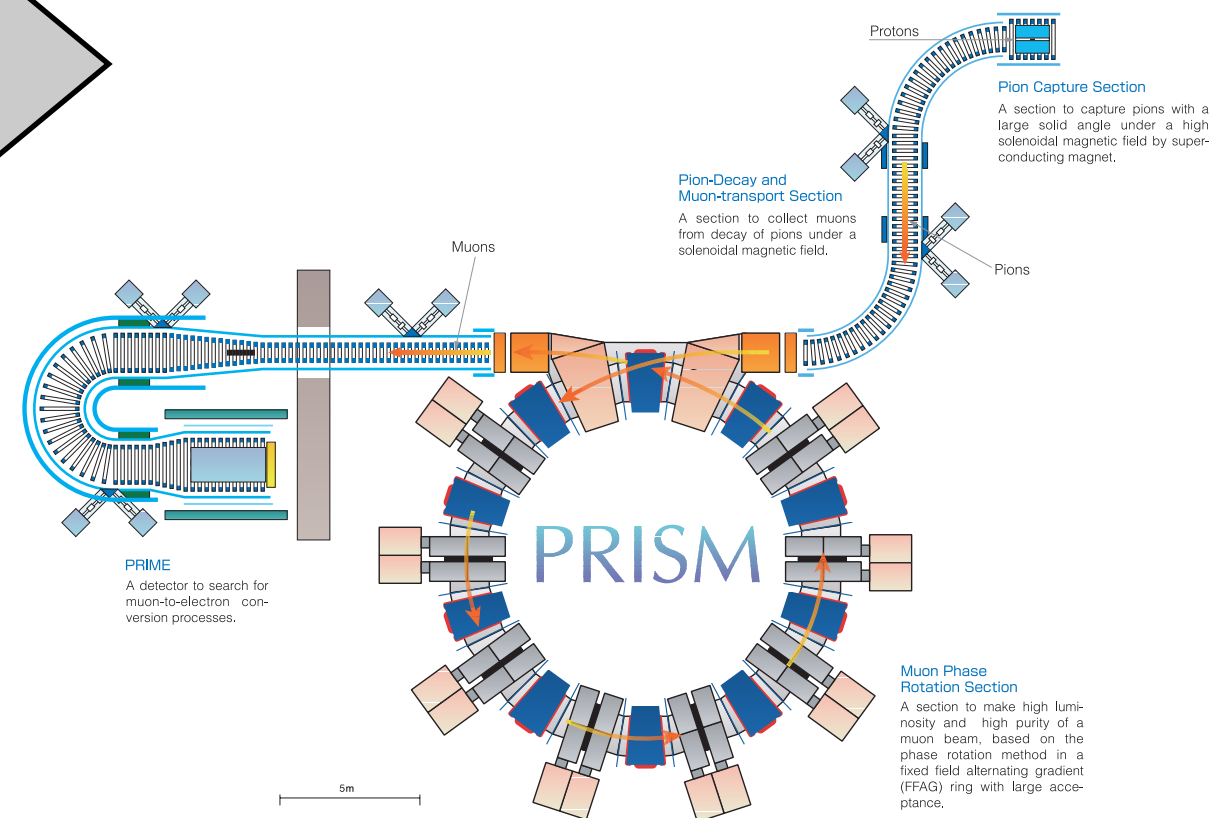 Protons
Pion Capture Section
A section to capture pions with a
large solid angle under a high
solenoidal magnetic field by super-
conducting magnet.
Pion-Decay and
Muon-transport Section
A section to collect muons
from decay of pions under a
solenoidal magnetic field.
Muons
Pions
PRISM
PRIME
A detector to search for
muon-to-electron con-
version processes.
Muon Phase
Rotation Section
A section to make high lumi-
nosity and high purity of a
muon beam, based on the
phase rotation method in a
fixed field alternating gradient
(FFAG) ring with large acce-
ptance.
5m